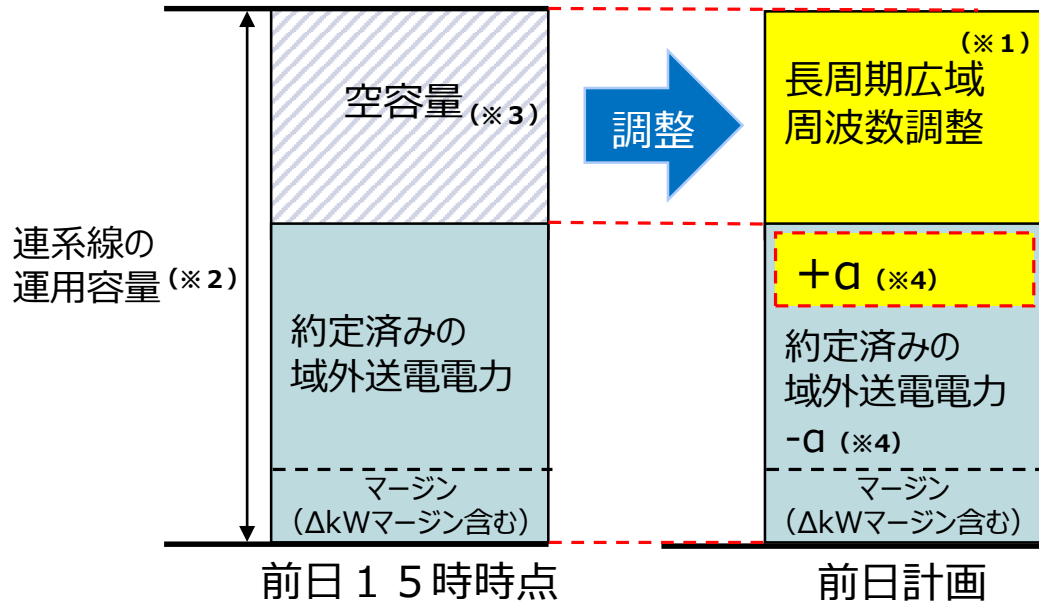 連系線の
運用容量(※2)
空容量(※3)
約定済みの
域外送電電力
マージン
(ΔkWマージン含む)
前日15時時点
調整
(※1)
長周期広域
周波数調整
+α(※4)
約定済みの
域外送電電力
-α(※4)
マージン
(ΔkWマージン含む)
前日計画